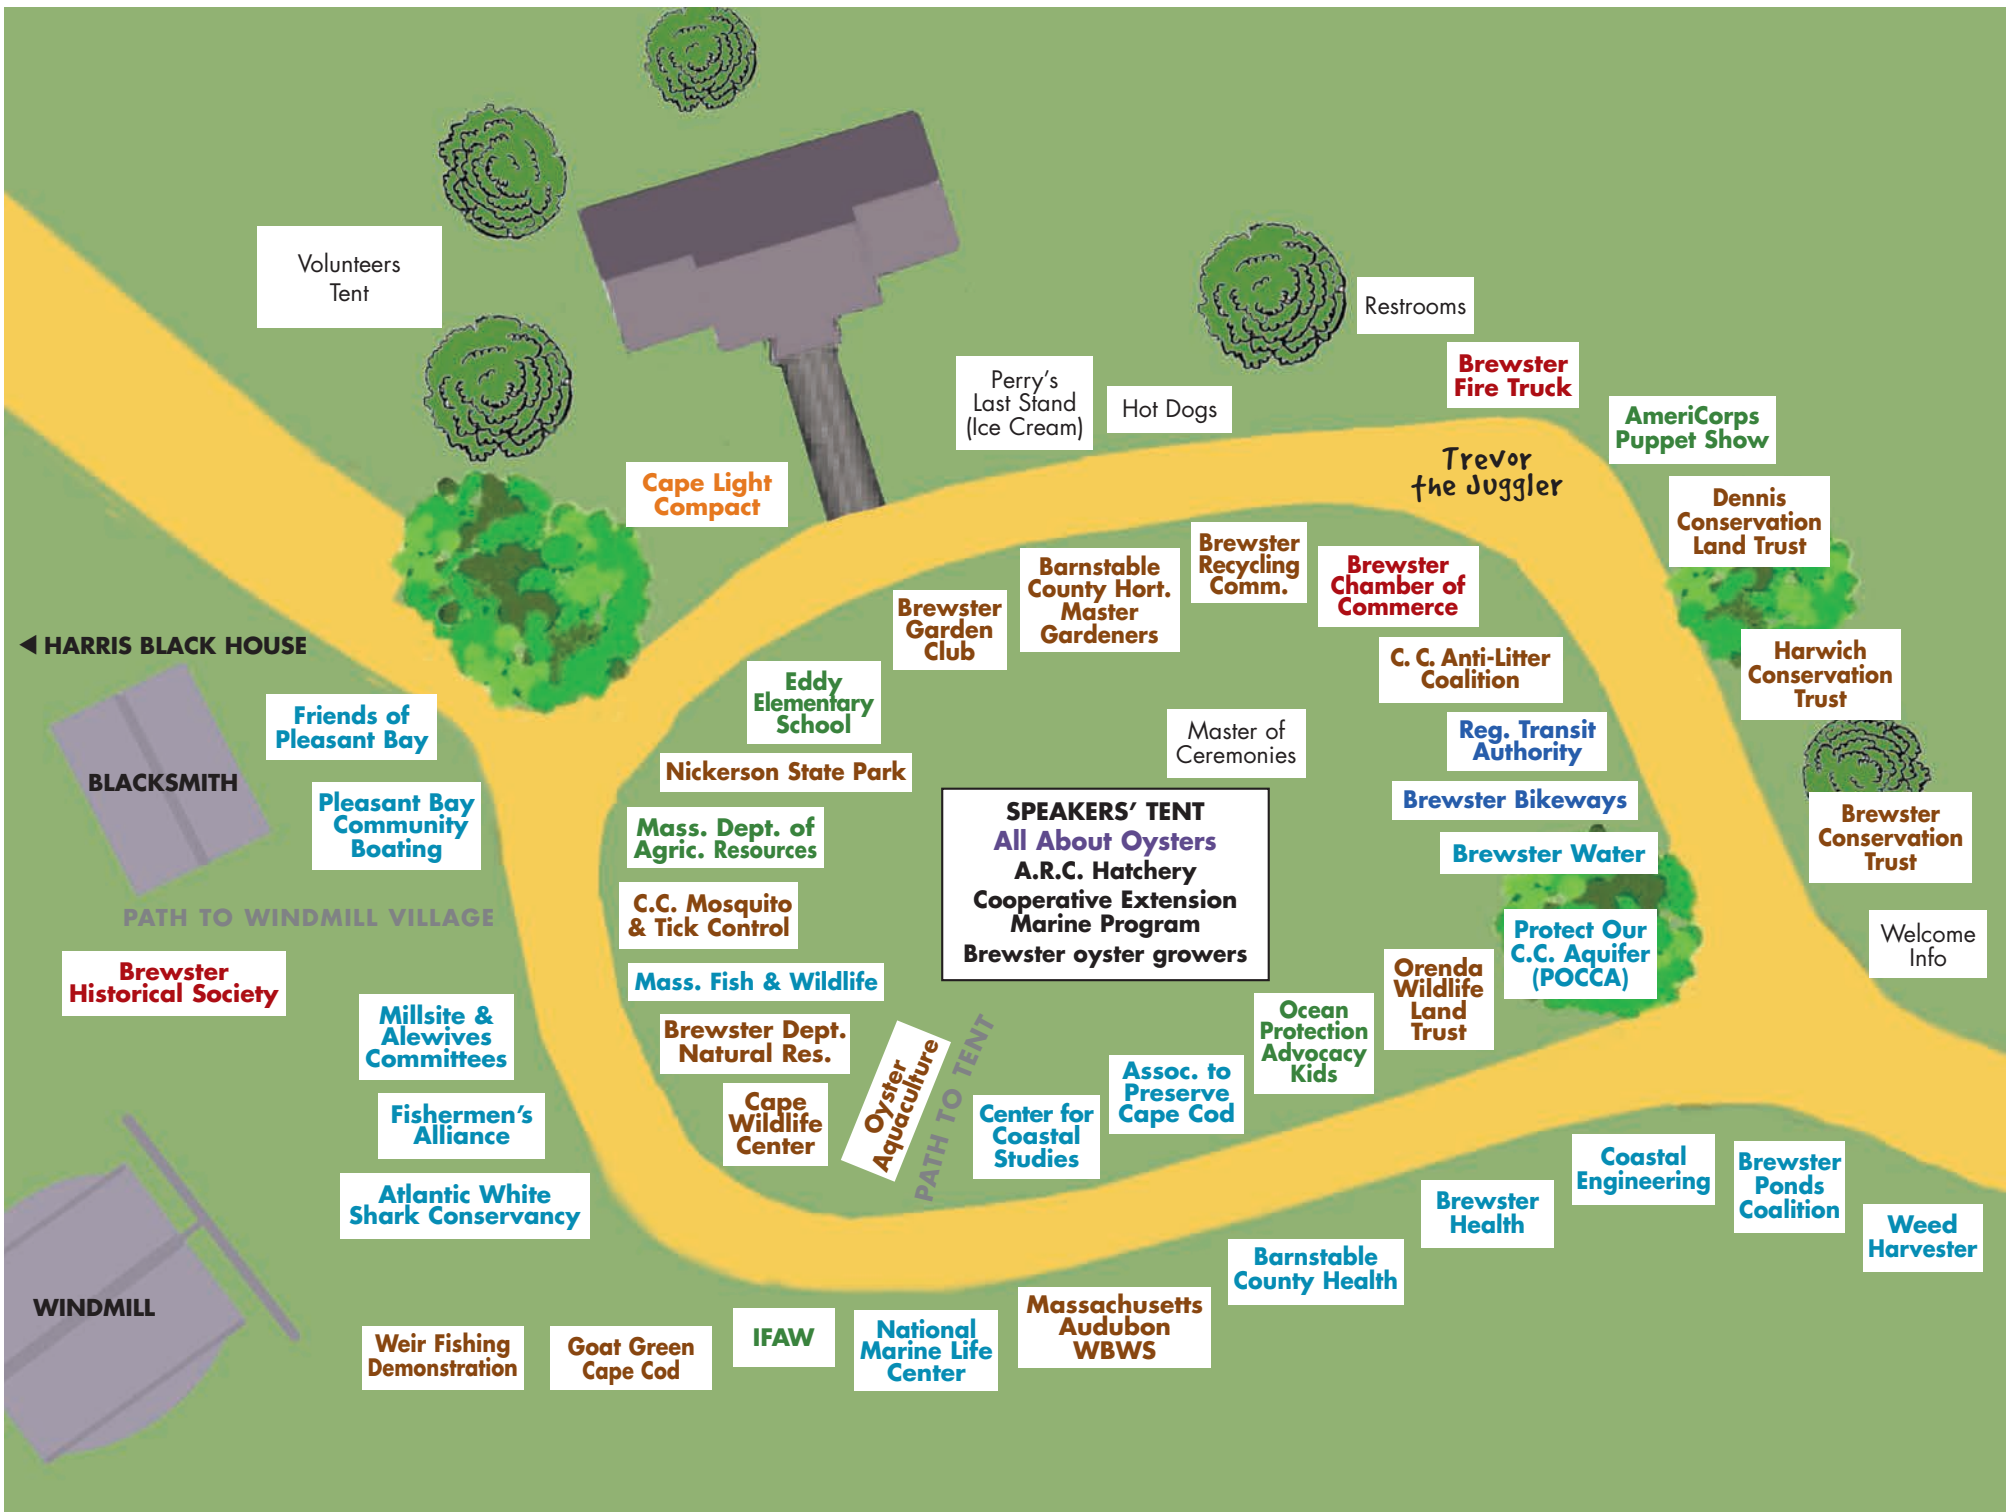 Volunteers
Tent
Restrooms
Brewster
Fire Truck
Perry's
Last Stand
(Ice Cream)
Hot Dogs
AmeriCorps
Puppet Show
Trevor
the Juggler
Cape Light
Compact
Dennis
Conservation
Land Trust
Brewster
Recycling
Comm.
Barnstable
County Hort.
Master
Gardeners
Brewster
Chamber of
Commerce
Brewster
Garden
Club
◀ HARRIS BLACK HOUSE
C. C. Anti-Litter
Coalition
Harwich
Conservation
Trust
Eddy
Elementary
School
Friends of
Pleasant Bay
Master of
Ceremonies
Reg. Transit
Authority
Nickerson State Park
BLACKSMITH
Pleasant Bay
Community
Boating
Mass. Dept. of
Agric. Resources
SPEAKERS' TENT
All About Oysters
A.R.C. Hatchery
Cooperative Extension
Marine Program
Brewster oyster growers
Brewster Bikeways
Brewster Water
Brewster
Conservation
Trust
C.C. Mosquito
& Tick Control
PATH TO WINDMILL VILLAGE
Protect Our
C.C. Aquifer
(POCCA)
Welcome
Info
Brewster
Historical Society
Mass. Fish & Wildlife
Orenda
Wildlife
Land
Trust
Millsite &
Alewives
Committees
Brewster Dept.
Natural Res.
Ocean
Protection
Advocacy
Kids
Oyster
Aquaculture
PATH TO TENT
Assoc. to
Preserve
Cape Cod
Cape
Wildlife
Center
Center for
Coastal
Studies
Fishermen's
Alliance
Atlantic White
Shark Conservancy
Coastal
Engineering
Brewster
Ponds
Coalition
Brewster
Health
Weed
Harvester
Barnstable
County Health
WINDMILL
Massachusetts
Audubon
WBWS
Weir Fishing
Demonstration
Goat Green
Cape Cod
IFAW
National
Marine Life
Center